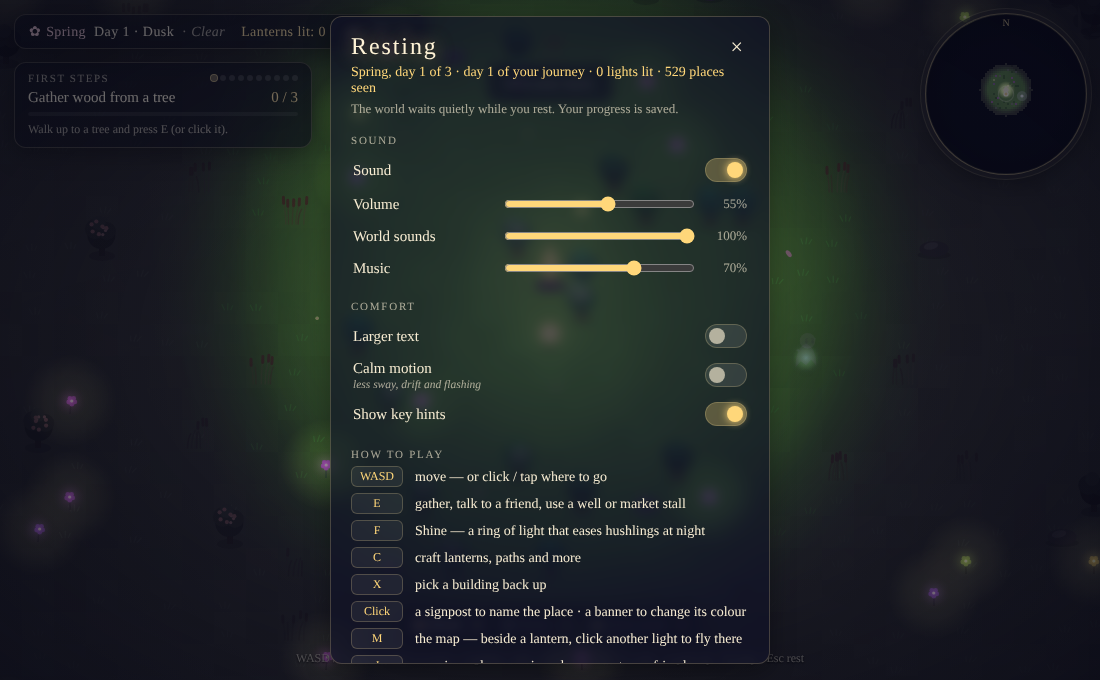 ✿ Spring Day 1 · Dusk · Clear Lanterns lit: 0
FIRST STEPS
Gather wood from a tree 0 / 3
Walk up to a tree and press E (or click it).
N
Resting ×
Spring, day 1 of 3 · day 1 of your journey · 0 lights lit · 529 places
seen
The world waits quietly while you rest. Your progress is saved.
SOUND
Sound
Volume 55%
World sounds 100%
Music 70%
COMFORT
Larger text
Calm motion
less sway, drift and flashing
Show key hints
HOW TO PLAY
WASD move — or click / tap where to go
E gather, talk to a friend, use a well or market stall
F Shine — a ring of light that eases hushlings at night
C craft lanterns, paths and more
X pick a building back up
Click a signpost to name the place · a banner to change its colour
M the map — beside a lantern, click another light to fly there
Esc rest